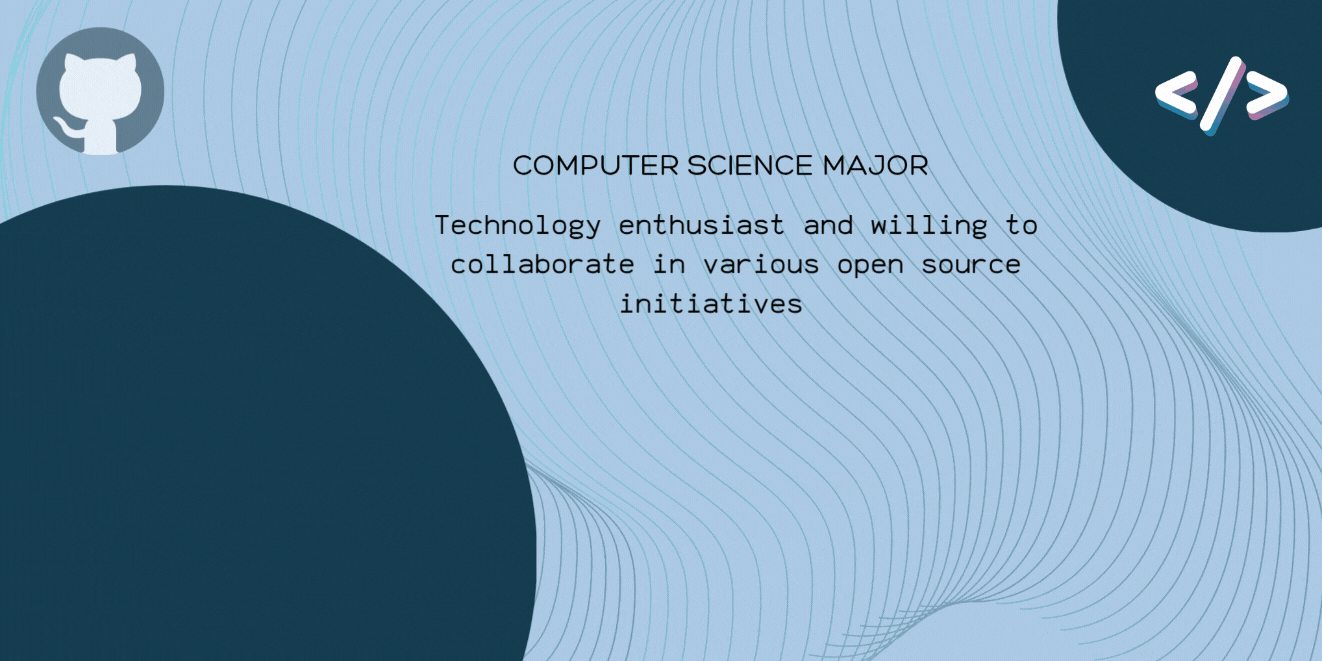 </>
COMPUTER SCIENCE MAJOR
Technology enthusiast and willing to
collaborate in various open source
initiatives